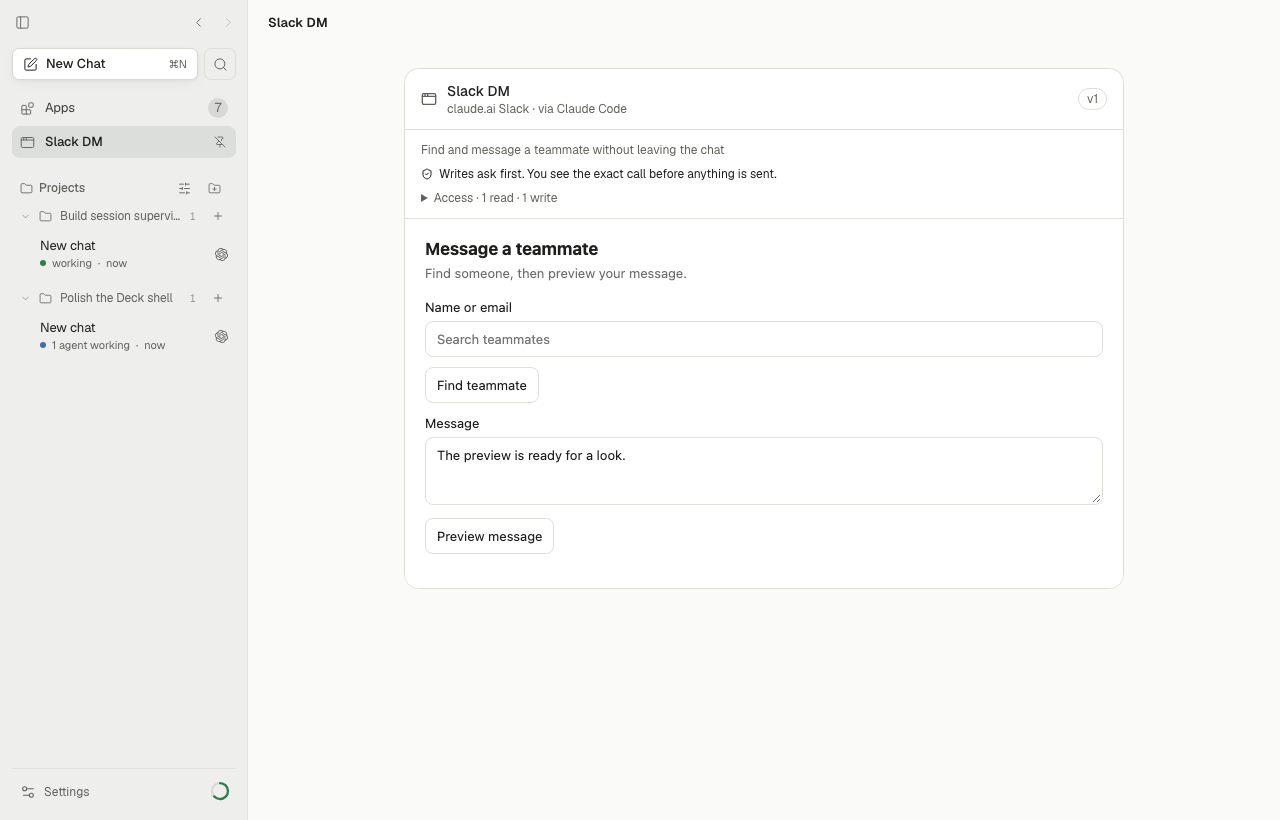 Slack DM
New Chat
⌘N
Apps
7
Slack DM
Projects
Build session supervi...
1
New chat
working · now
Polish the Deck shell
1
New chat
1 agent working · now
Settings
Slack DM
claude.ai Slack · via Claude Code
v1
Find and message a teammate without leaving the chat
Writes ask first. You see the exact call before anything is sent.
Access · 1 read · 1 write
Message a teammate
Find someone, then preview your message.
Name or email
Search teammates
Find teammate
Message
The preview is ready for a look.
Preview message